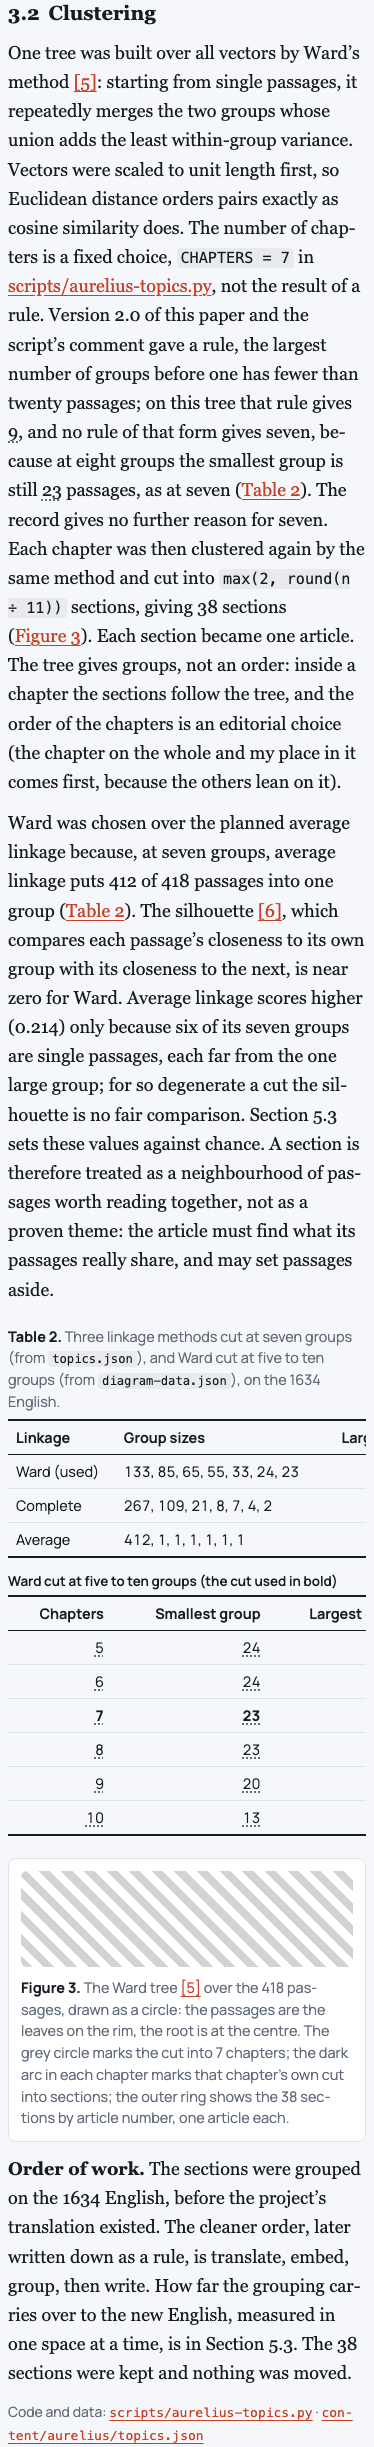 3.2 Clustering
One tree was built over all vectors by Ward’s
method [5]: starting from single passages, it
repeatedly merges the two groups whose
union adds the least within-group variance.
Vectors were scaled to unit length first, so
Euclidean distance orders pairs exactly as
cosine similarity does. The number of chap-
ters is a fixed choice, CHAPTERS = 7 in
scripts/aurelius-topics.py, not the result of a
rule. Version 2.0 of this paper and the
script’s comment gave a rule, the largest
number of groups before one has fewer than
twenty passages; on this tree that rule gives
9, and no rule of that form gives seven, be-
cause at eight groups the smallest group is
still 23 passages, as at seven (Table 2). The
record gives no further reason for seven.
Each chapter was then clustered again by the
same method and cut into max(2, round(n
÷ 11)) sections, giving 38 sections
(Figure 3). Each section became one article.
The tree gives groups, not an order: inside a
chapter the sections follow the tree, and the
order of the chapters is an editorial choice
(the chapter on the whole and my place in it
comes first, because the others lean on it).
Ward was chosen over the planned average
linkage because, at seven groups, average
linkage puts 412 of 418 passages into one
group (Table 2). The silhouette [6], which
compares each passage’s closeness to its own
group with its closeness to the next, is near
zero for Ward. Average linkage scores higher
(0.214) only because six of its seven groups
are single passages, each far from the one
large group; for so degenerate a cut the sil-
houette is no fair comparison. Section 5.3
sets these values against chance. A section is
therefore treated as a neighbourhood of pas-
sages worth reading together, not as a
proven theme: the article must find what its
passages really share, and may set passages
aside.
Table 2. Three linkage methods cut at seven groups
(from topics.json), and Ward cut at five to ten
groups (from diagram-data.json), on the 1634
English.
Linkage Group sizes Larg
Ward (used) 133, 85, 65, 55, 33, 24, 23
Complete 267, 109, 21, 8, 7, 4, 2
Average 412, 1, 1, 1, 1, 1, 1
Ward cut at five to ten groups (the cut used in bold)
Chapters Smallest group Largest
5 24
6 24
7 23
8 23
9 20
10 13
Figure 3. The Ward tree [5] over the 418 pas-
sages, drawn as a circle: the passages are the
leaves on the rim, the root is at the centre. The
grey circle marks the cut into 7 chapters; the dark
arc in each chapter marks that chapter’s own cut
into sections; the outer ring shows the 38 sec-
tions by article number, one article each.
Order of work. The sections were grouped
on the 1634 English, before the project’s
translation existed. The cleaner order, later
written down as a rule, is translate, embed,
group, then write. How far the grouping car-
ries over to the new English, measured in
one space at a time, is in Section 5.3. The 38
sections were kept and nothing was moved.
Code and data: scripts/aurelius-topics.py · con-
tent/aurelius/topics.json